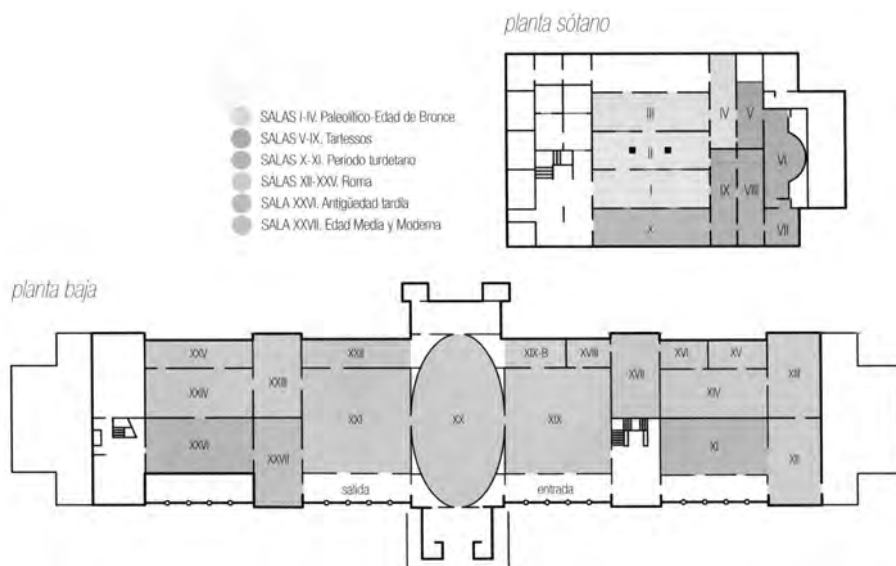 planta sótano
SALAS I-IV. Paleolítico-Edad de Bronce
SALAS V-IX. Tartessos
SALAS X-XI. Periodo turdetano
SALAS XII-XXV. Roma
SALA XXVI. Antigüedad tardía
SALA XXVII. Edad Media y Moderna
III
IV
V
II
VI
I
IX
VIII
X
VII
planta baja
XXV
XXII
XIX-B
XVIII
XVI
XV
XXIII
XVII
XIII
XXIV
XIV
XXI
XX
XIX
XXVI
XXVII
XI
XII
salida
entrada